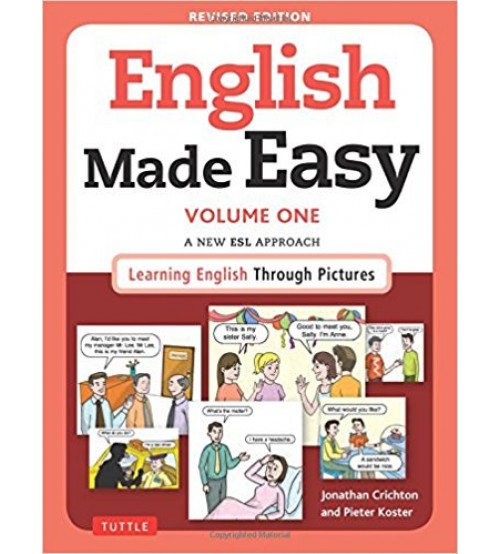 REVISED EDITION
English
Made Easy
VOLUME ONE
A NEW ESL APPROACH
Learning English Through Pictures
Alan, I'd like you to meet
my manager Mr. Lee. Mr. Lee,
this is my friend Alan.
This is my
sister Sally.
Good to meet you,
Sally. I'm Anne.
What do you do?
I'm a taxi driver.
What's the matter?
I have a headache.
What would you like?
A sandwich
would be nice.
Jonathan Crichton
and Pieter Koster
TUTTLE